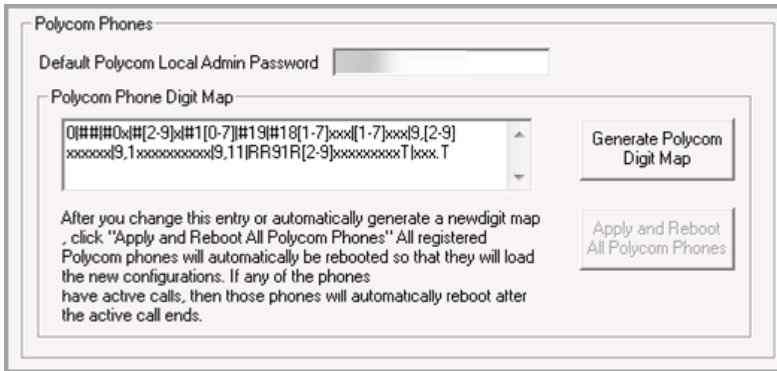 Polycom Phones
Default Polycom Local Admin Password
Polycom Phone Digit Map
0|##|#0x|#[2-9]x|#1[0-7]|#19|#18[1-7]xxx|[1-7]xxx|9,[2-9]
xxxxxx|9,1xxxxxxxxxx|9,11|RR91R[2-9]xxxxxxxxxT|xxx.T
Generate Polycom
Digit Map
After you change this entry or automatically generate a newdigit map
, click "Apply and Reboot All Polycom Phones" All registered
Polycom phones will automatically be rebooted so that they will load
the new configurations. If any of the phones
have active calls, then those phones will automatically reboot after
the active call ends.
Apply and Reboot
All Polycom Phones